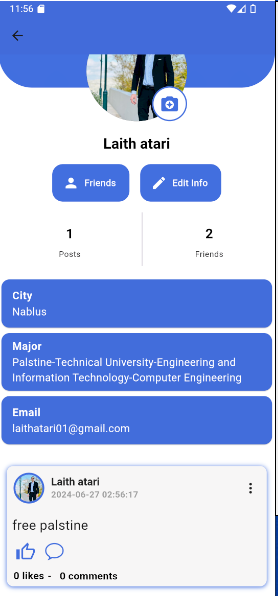 11:56
Laith atari
Friends
Edit Info
1
2
Posts
Friends
City
Nablus
Major
Palstine-Technical University-Engineering and
Information Technology-Computer Engineering
Email
laithatari01@gmail.com
Laith atari
2024-06-27 02:56:17
free palstine
0 likes - 0 comments